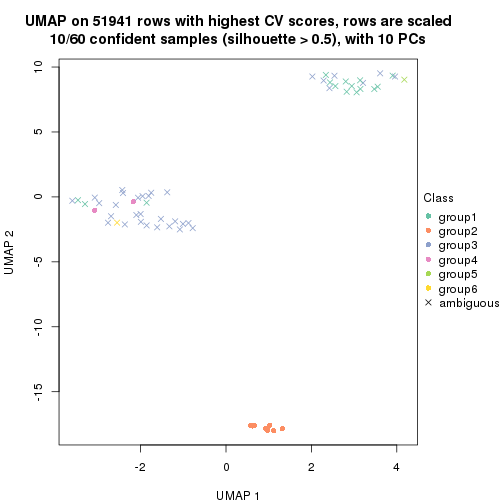 UMAP on 51941 rows with highest CV scores, rows are scaled
10/60 confident samples (silhouette > 0.5), with 10 PCs
10
5
0
-5
-10
-15
UMAP 2
-2
0
2
4
UMAP 1
Class
group1
group2
group3
group4
group5
group6
ambiguous